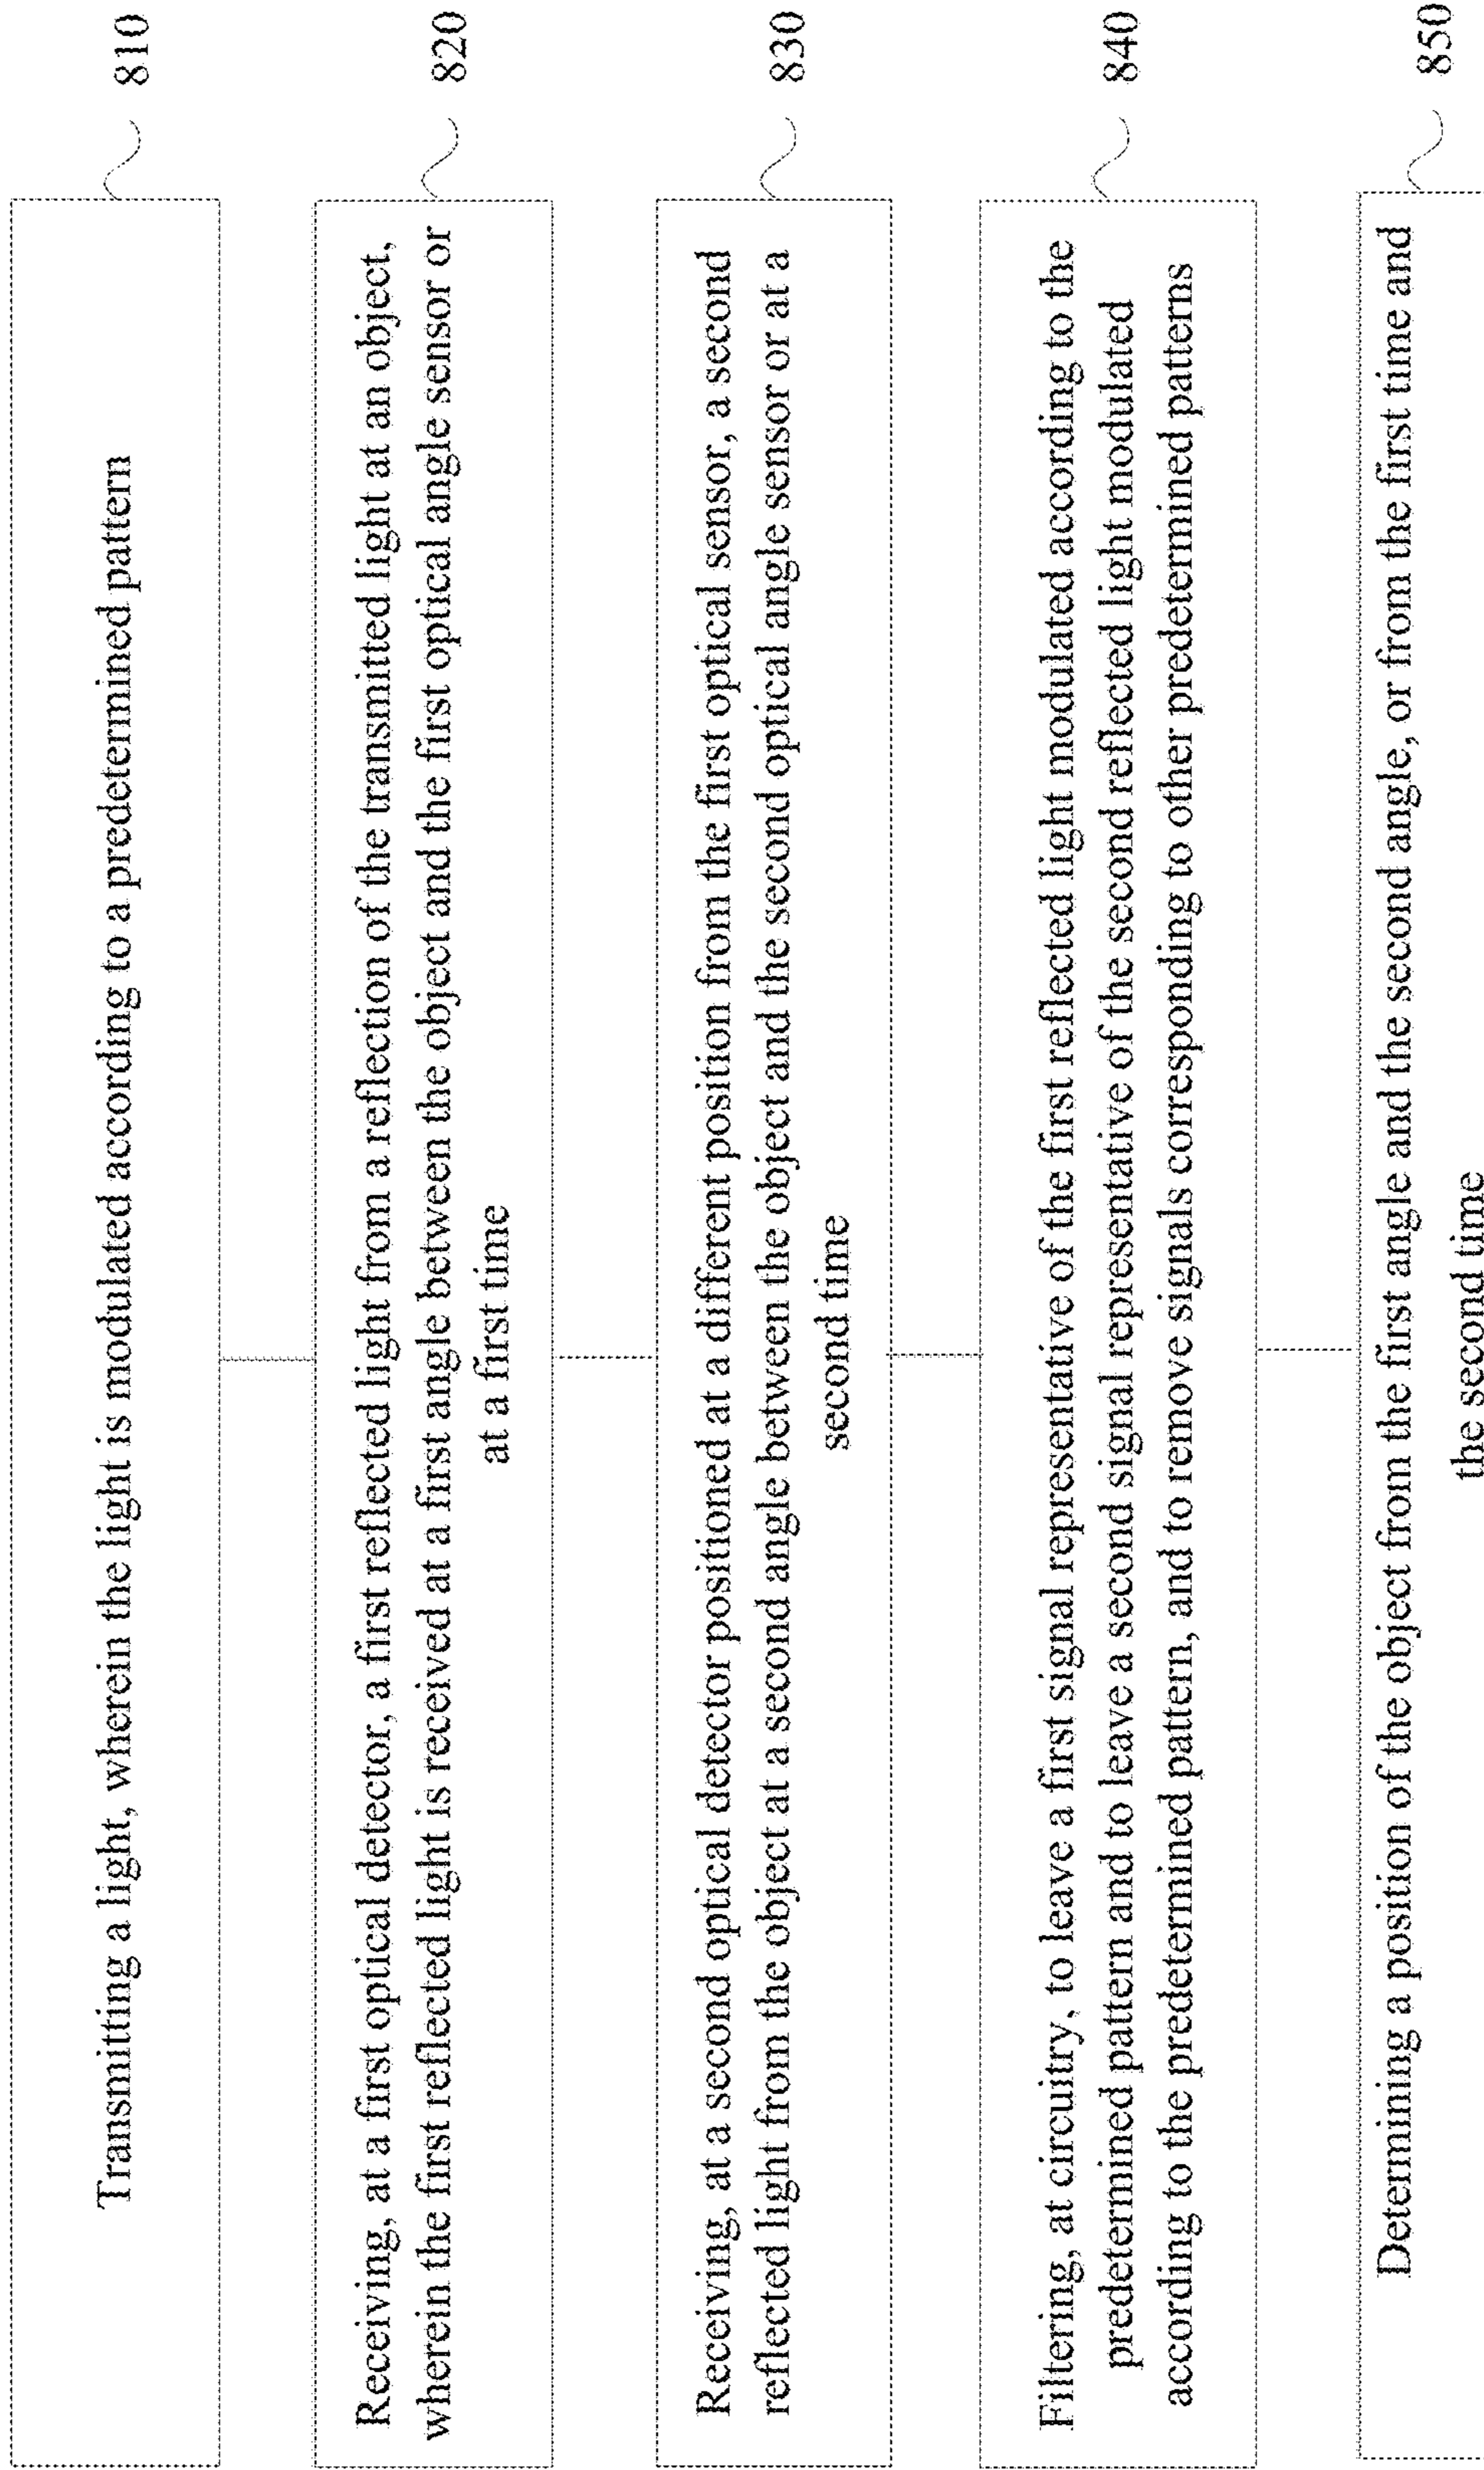 Transmitting a light, wherein the light is modulated according to a predetermined pattern
810
Receiving, at a first optical detector, a first reflected light from a reflection of the transmitted light at an object,
wherein the first reflected light is received at a first angle between the object and the first optical angle sensor or
at a first time
820
Receiving, at a second optical detector positioned at a different position from the first optical sensor, a second
reflected light from the object at a second angle between the object and the second optical angle sensor or at a
second time
830
Filtering, at circuitry, to leave a first signal representative of the first reflected light modulated according to the
predetermined pattern and to leave a second signal representative of the second reflected light modulated
according to the predetermined pattern, and to remove signals corresponding to other predetermined patterns
840
Determining a position of the object from the first angle and the second angle, or from the first time and
the second time
850